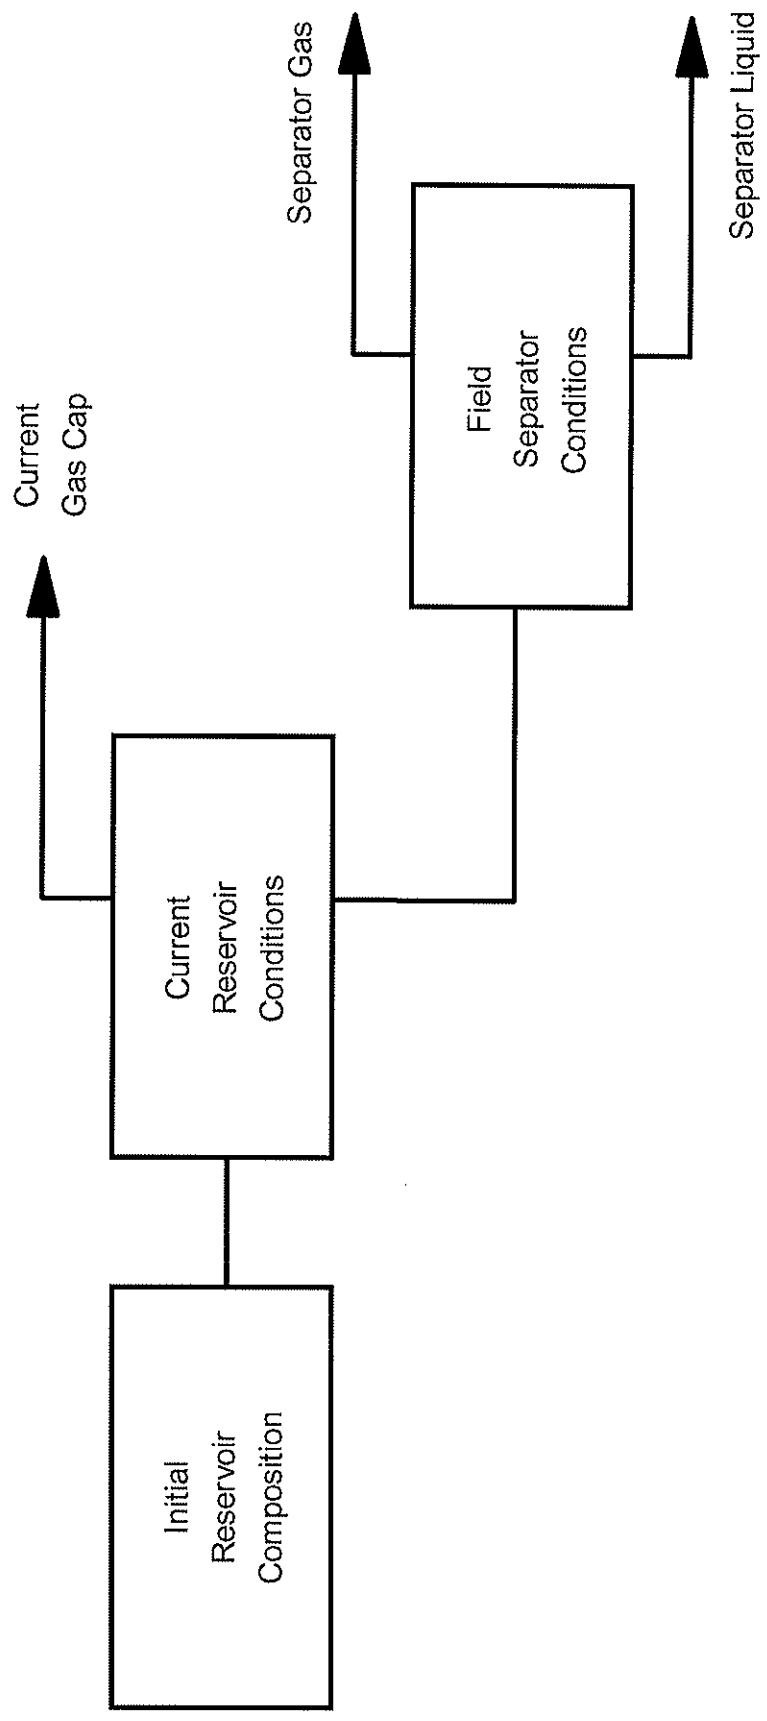 Initial
Reservoir
Composition
Current
Reservoir
Conditions
Current
Gas Cap
Field
Separator
Conditions
Separator Gas
Separator Liquid